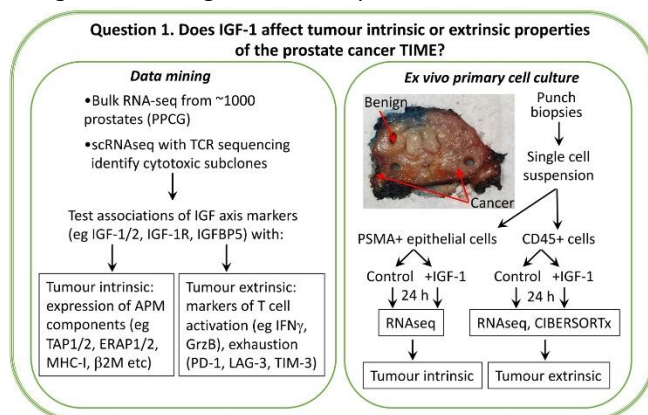 Question 1. Does IGF-1 affect tumour intrinsic or extrinsic properties
of the prostate cancer TIME?
Data mining
•Bulk RNA-seq from ~1000
prostates (PPCG)
•scRNAseq with TCR sequencing
identify cytotoxic subclones
Test associations of IGF axis markers
(eg IGF-1/2, IGF-1R, IGFBP5) with:
Tumour intrinsic:
expression of APM
components (eg
TAP1/2, ERAP1/2,
MHC-I, β2M etc)
Tumour extrinsic:
markers of T cell
activation (eg IFNγ,
GrzB), exhaustion
(PD-1, LAG-3, TIM-3)
Ex vivo primary cell culture
Benign
Cancer
Punch
biopsies
Single cell
suspension
PSMA+ epithelial cells
CD45+ cells
Control +IGF-1
Control +IGF-1
24 h
24 h
RNAseq
RNAseq, CIBERSORTx
Tumour intrinsic
Tumour extrinsic